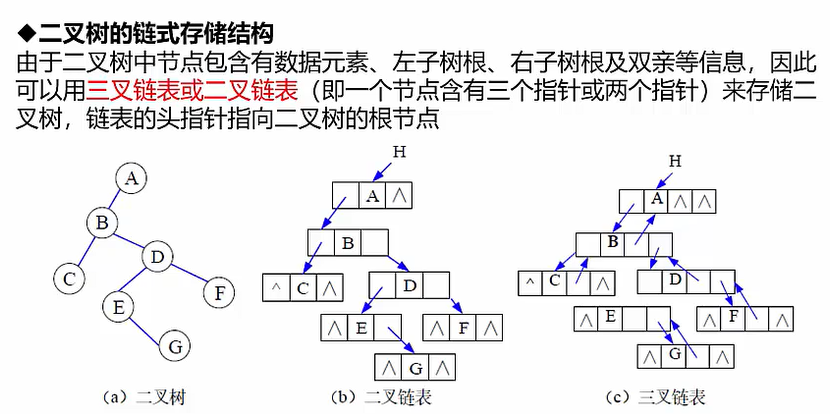 ◆二叉树的链式存储结构
由于二叉树中节点包含有数据元素、左子树根、右子树根及双亲等信息，因此
可以用三叉链表或二叉链表（即一个节点含有三个指针或两个指针）来存储二
叉树，链表的头指针指向二叉树的根节点
A
B
C
D
E
F
G
(a) 二叉树
H
A ∧
B
^ C ∧
D
∧ E
∧ F ∧
∧ G ∧
(b) 二叉链表
H
A ∧ ∧
B
^ C ∧
D
∧ E
∧ F ∧
∧ G ∧
(c) 三叉链表